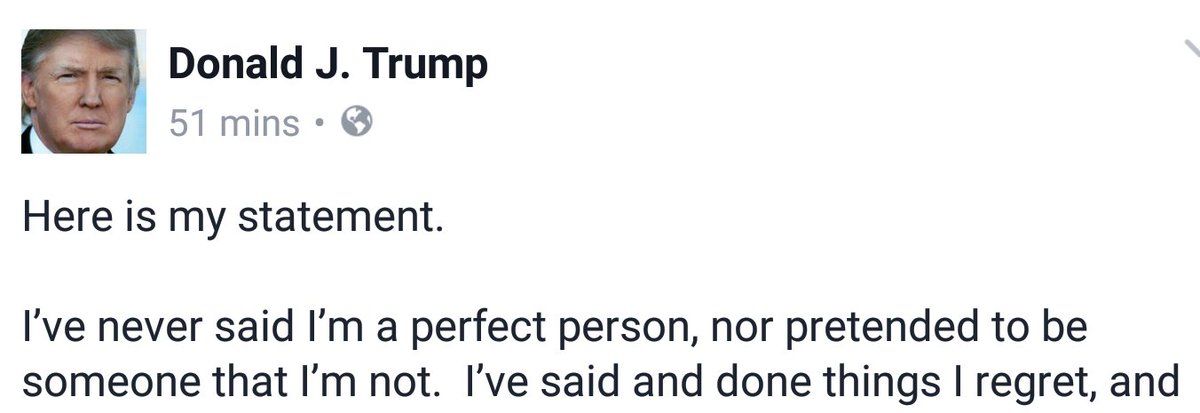 Donald J. Trump
51 mins •
Here is my statement.
I’ve never said I’m a perfect person, nor pretended to be
someone that I’m not.  I’ve said and done things I regret, and